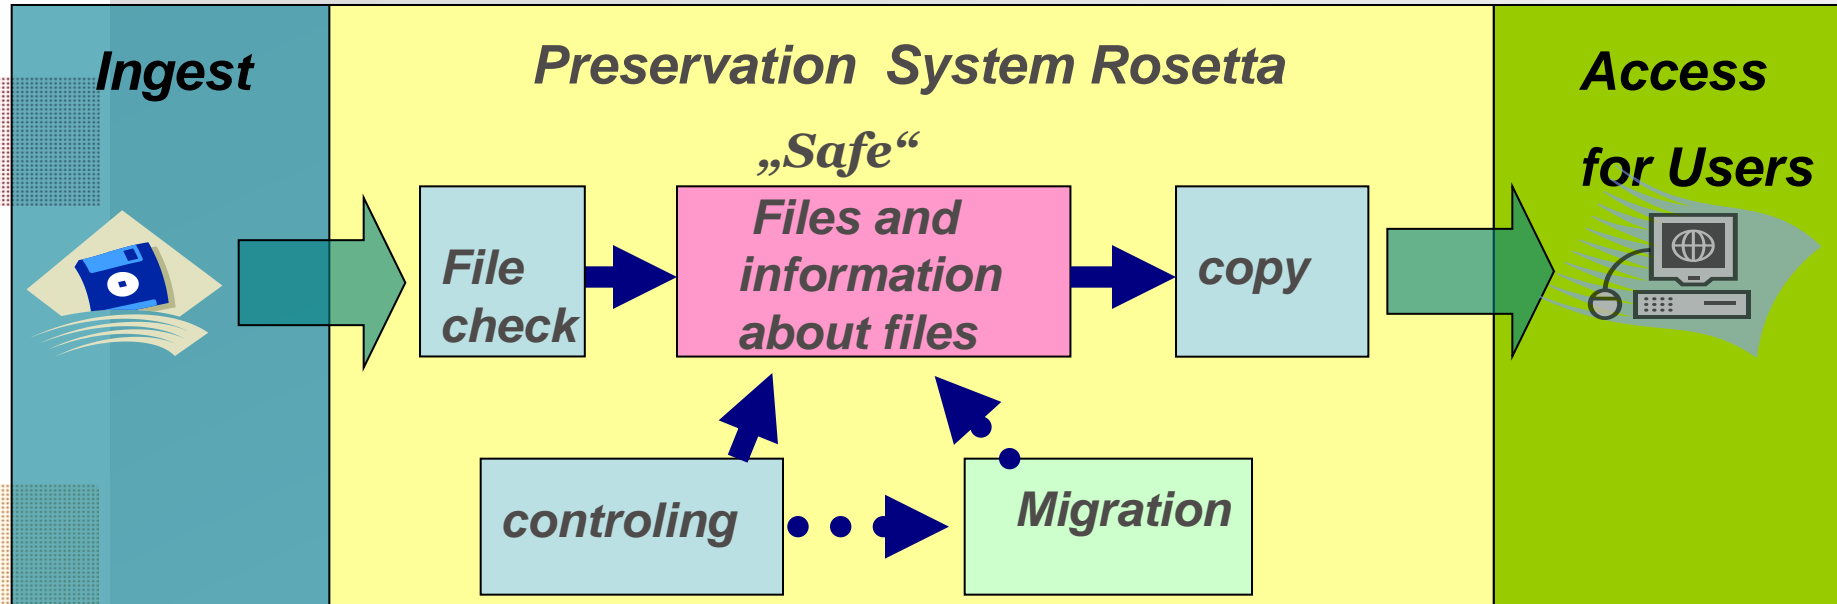 Ingest
Preservation System Rosetta
„Safe“
File
check
Files and
information
about files
copy
controling
Migration
Access
for Users